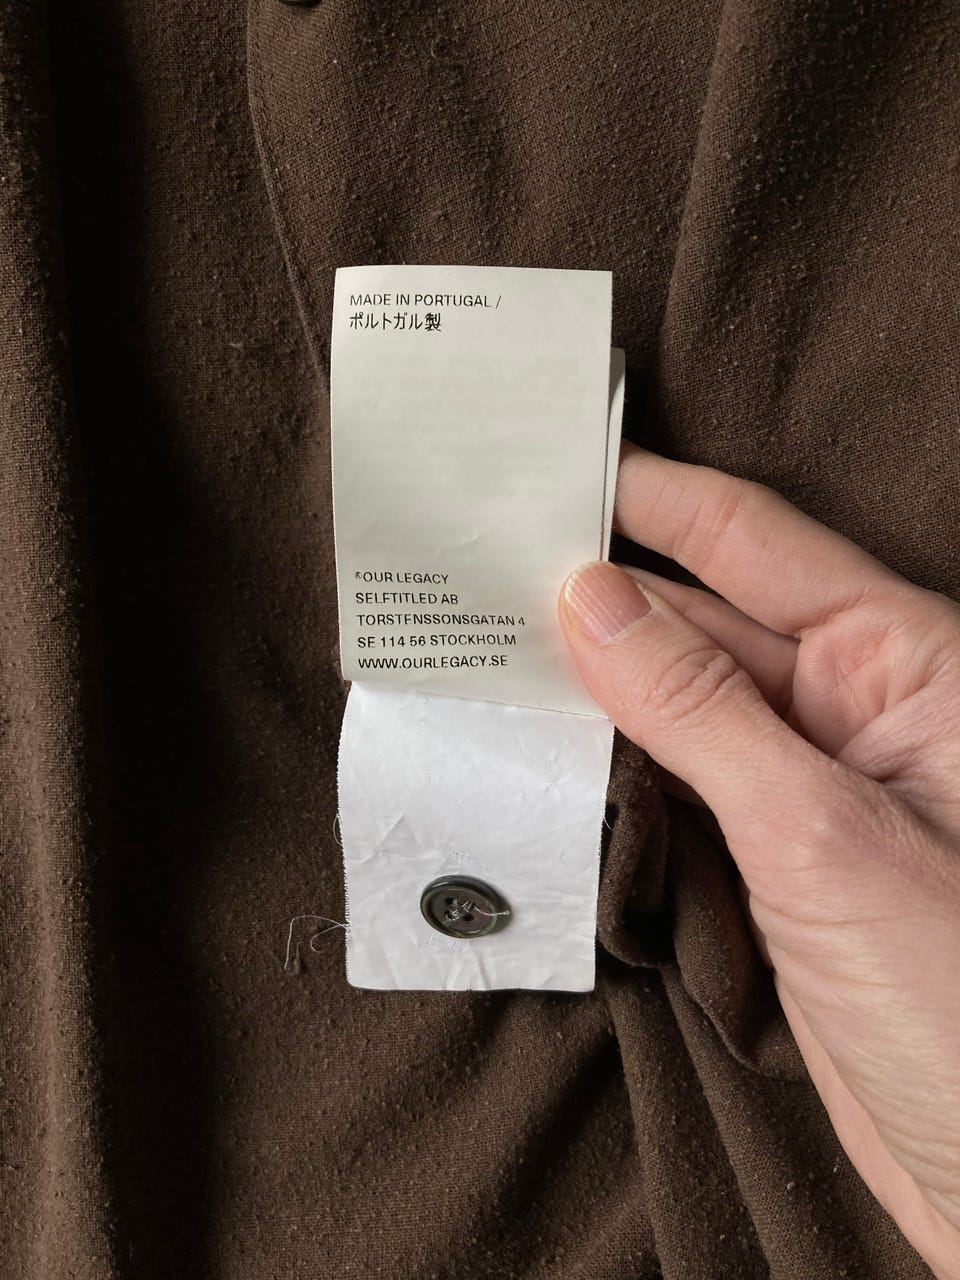 MADE IN PORTUGAL /
ポルトガル製
®OUR LEGACY
SELFTITLED AB
TORSTENSSONSGATAN 4
SE 114 56 STOCKHOLM
WWW.OURLEGACY.SE